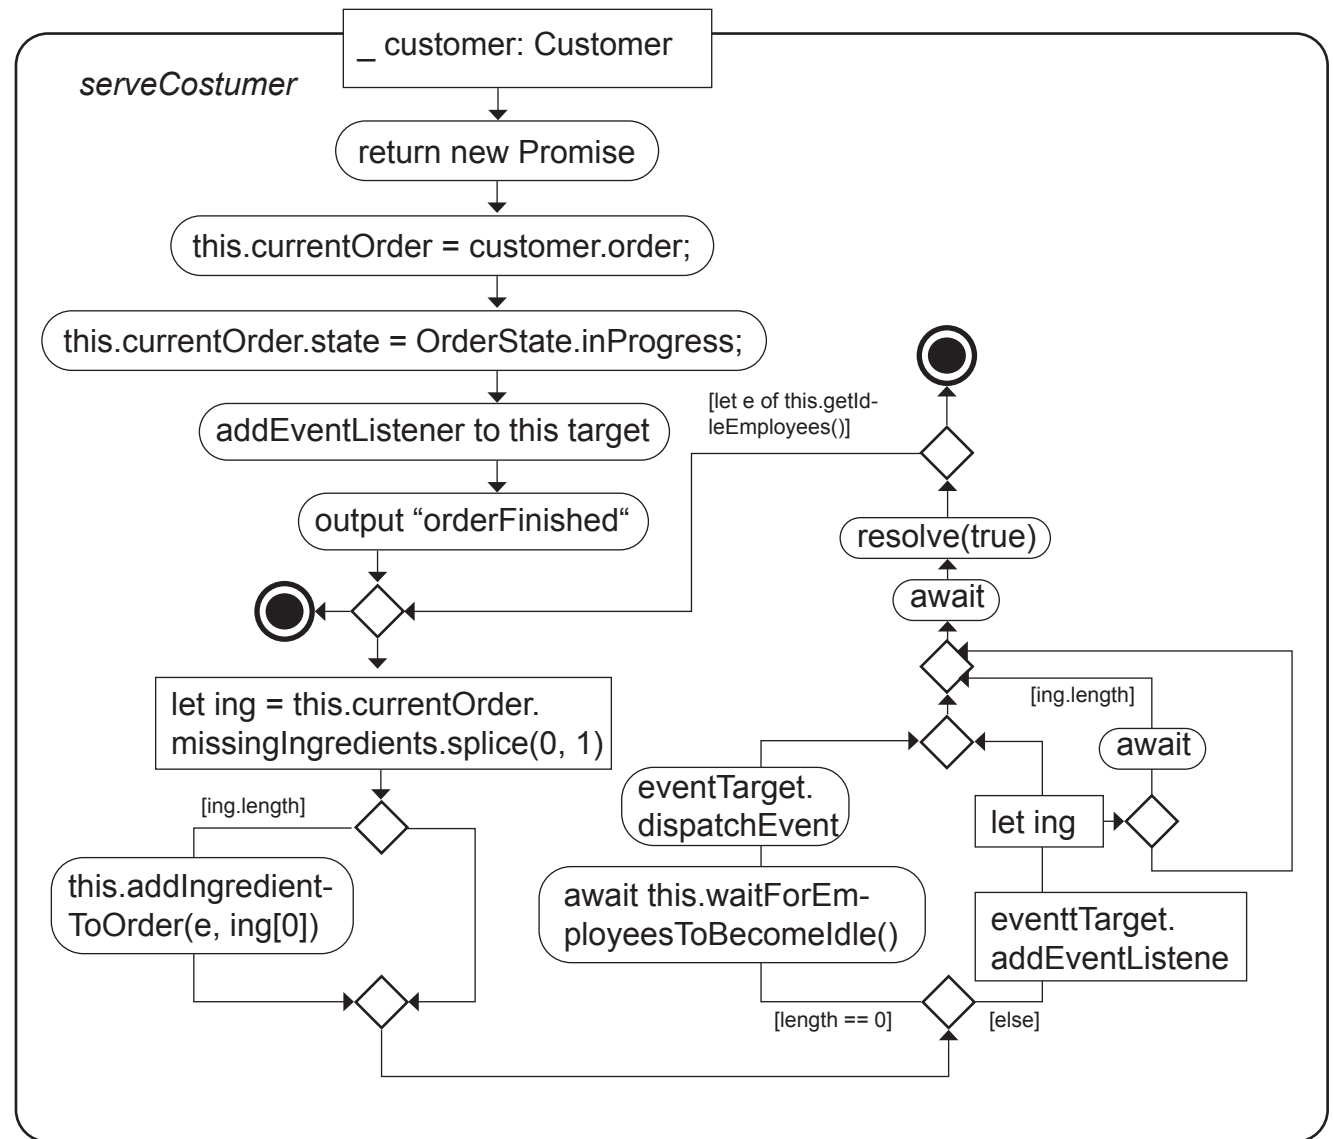 _ customer: Customer
serveCostumer
return new Promise
this.currentOrder = customer.order;
this.currentOrder.state = OrderState.inProgress;
addEventListener to this target
output “orderFinished“
[let e of this.getId-
leEmployees()]
resolve(true)
await
let ing = this.currentOrder.
missingIngredients.splice(0, 1)
[ing.length]
this.addIngredient-
ToOrder(e, ing[0])
[ing.length]
await
eventTarget.
dispatchEvent
let ing
await this.waitForEm-
ployeesToBecomeIdle()
eventtTarget.
addEventListene
[length == 0]
[else]